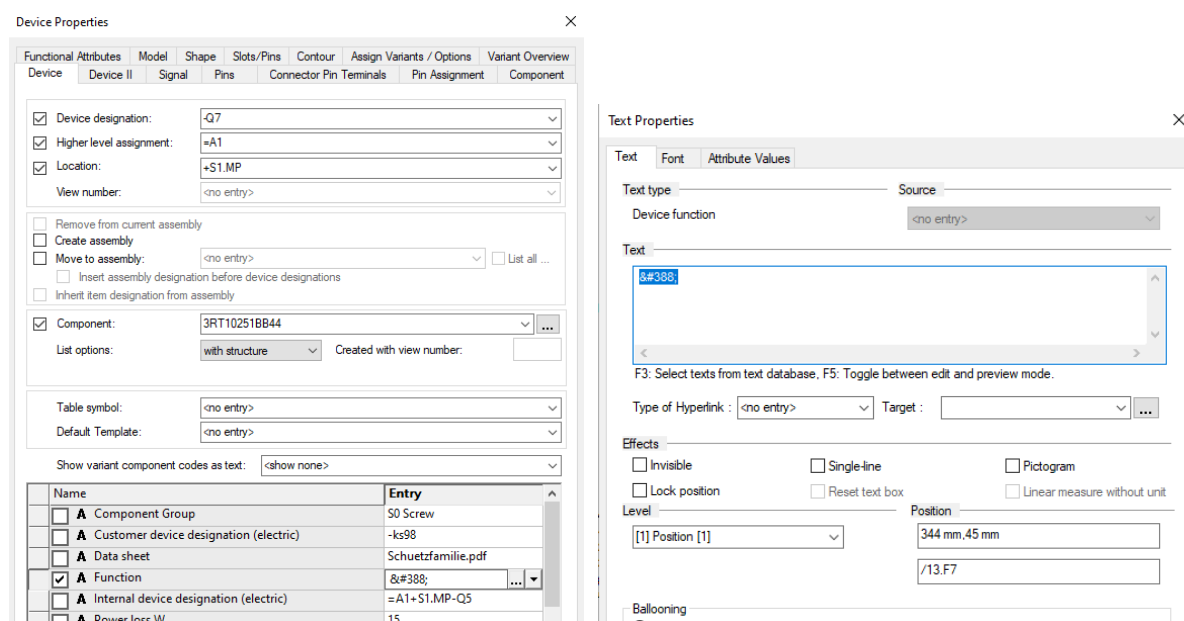 Device Properties
Functional Attributes Model Shape Slots/Pins Contour Assign Variants / Options Variant Overview
Device Device II Signal Pins Connector Pin Terminals Pin Assignment Component
Device designation: -Q7
Higher level assignment: =A1
Location: +S1.MP
View number: <no entry>
Remove from current assembly
Create assembly
Move to assembly: <no entry> List all ...
Insert assembly designation before device designations
Inherit item designation from assembly
Component: 3RT10251BB44 ...
List options: with structure Created with view number:
Table symbol: <no entry>
Default Template: <no entry>
Show variant component codes as text: <show none>
Name Entry
A Component Group S0 Screw
A Customer device designation (electric) -ks98
A Data sheet Schuetzfamilie.pdf
A Function &#388; ...
A Internal device designation (electric) =A1+S1.MP-Q5
A Power loss W 15
Text Properties
Text Font Attribute Values
Text type Source
Device function <no entry>
Text
&#388;
F3: Select texts from text database, F5: Toggle between edit and preview mode.
Type of Hyperlink : <no entry> Target : ...
Effects
Invisible Single-line Pictogram
Lock position Reset text box Linear measure without unit
Level Position
[1] Position [1] 344 mm,45 mm
/13.F7
Ballooning